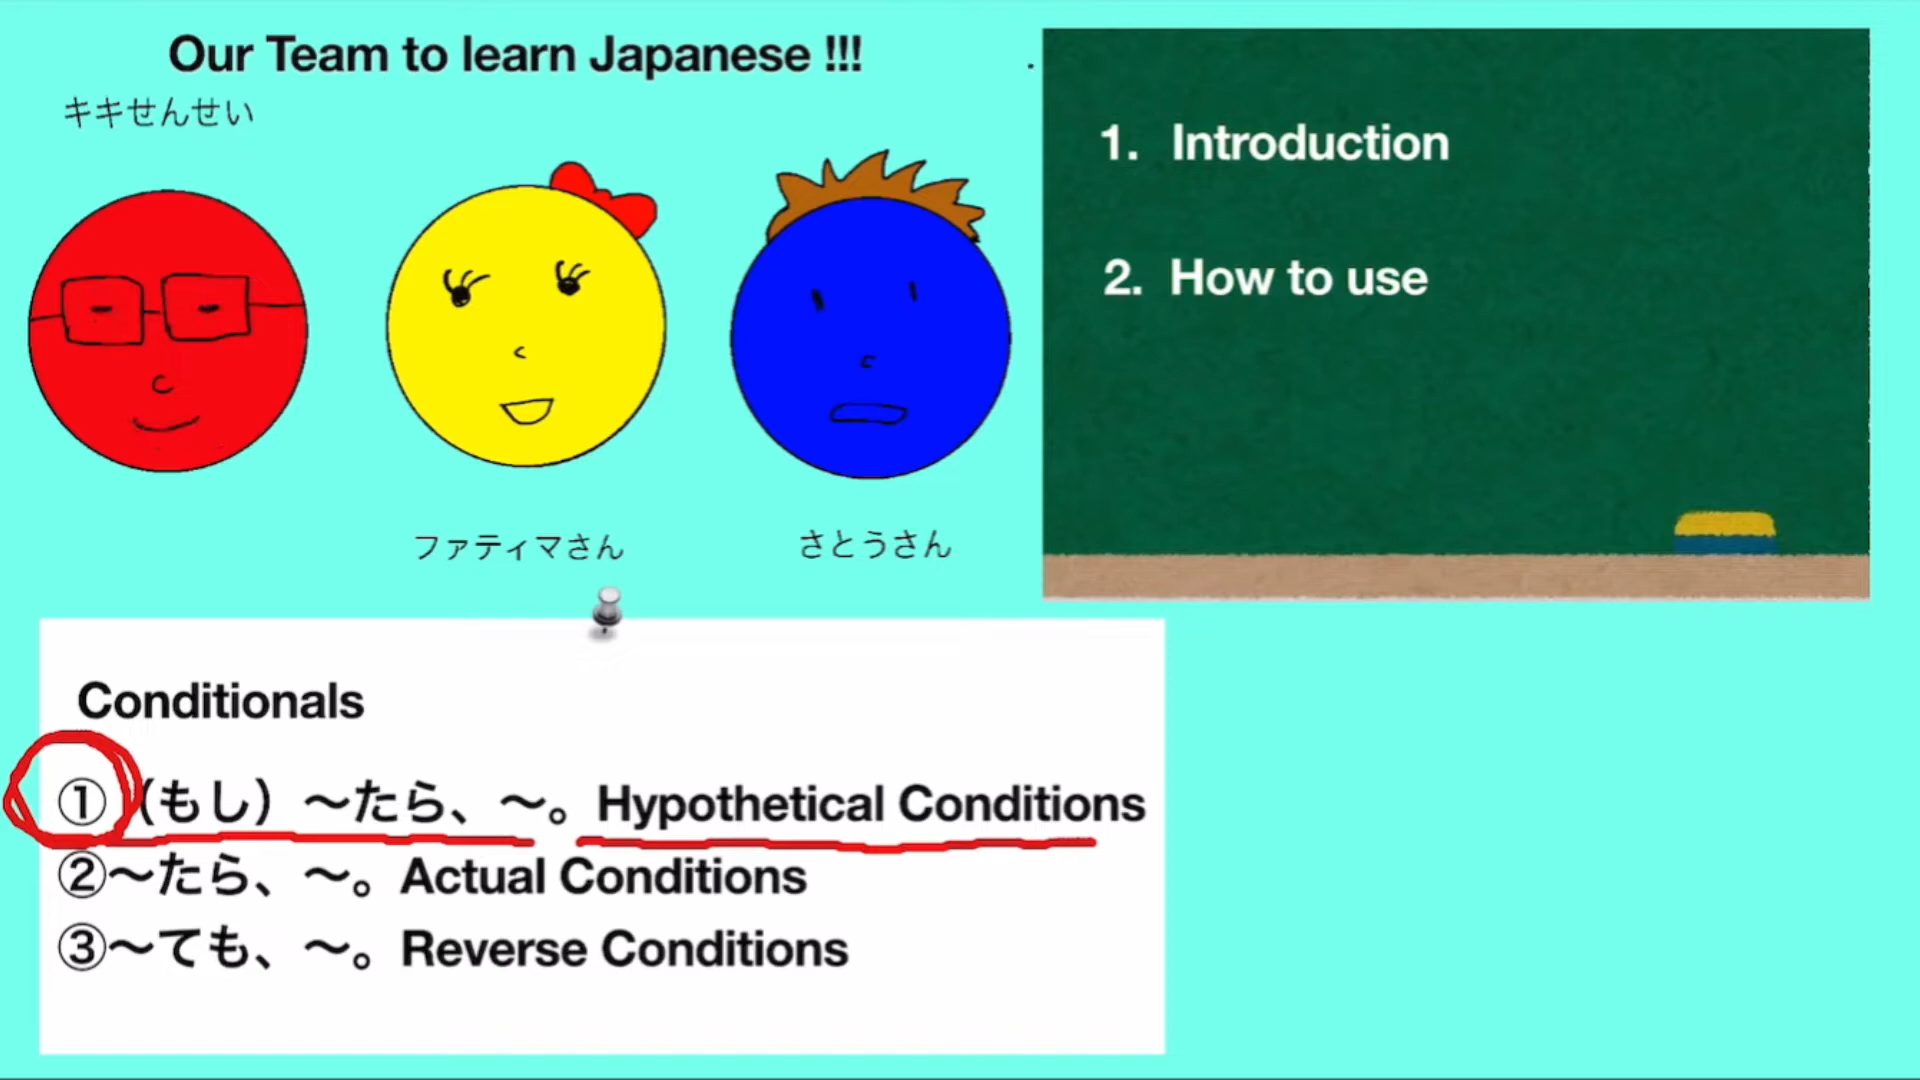 Our Team to learn Japanese !!!
キキせんせい
ファティマさん
さとうさん
1. Introduction
2. How to use
Conditionals
①（もし）〜たら、〜。Hypothetical Conditions
②〜たら、〜。Actual Conditions
③〜ても、〜。Reverse Conditions